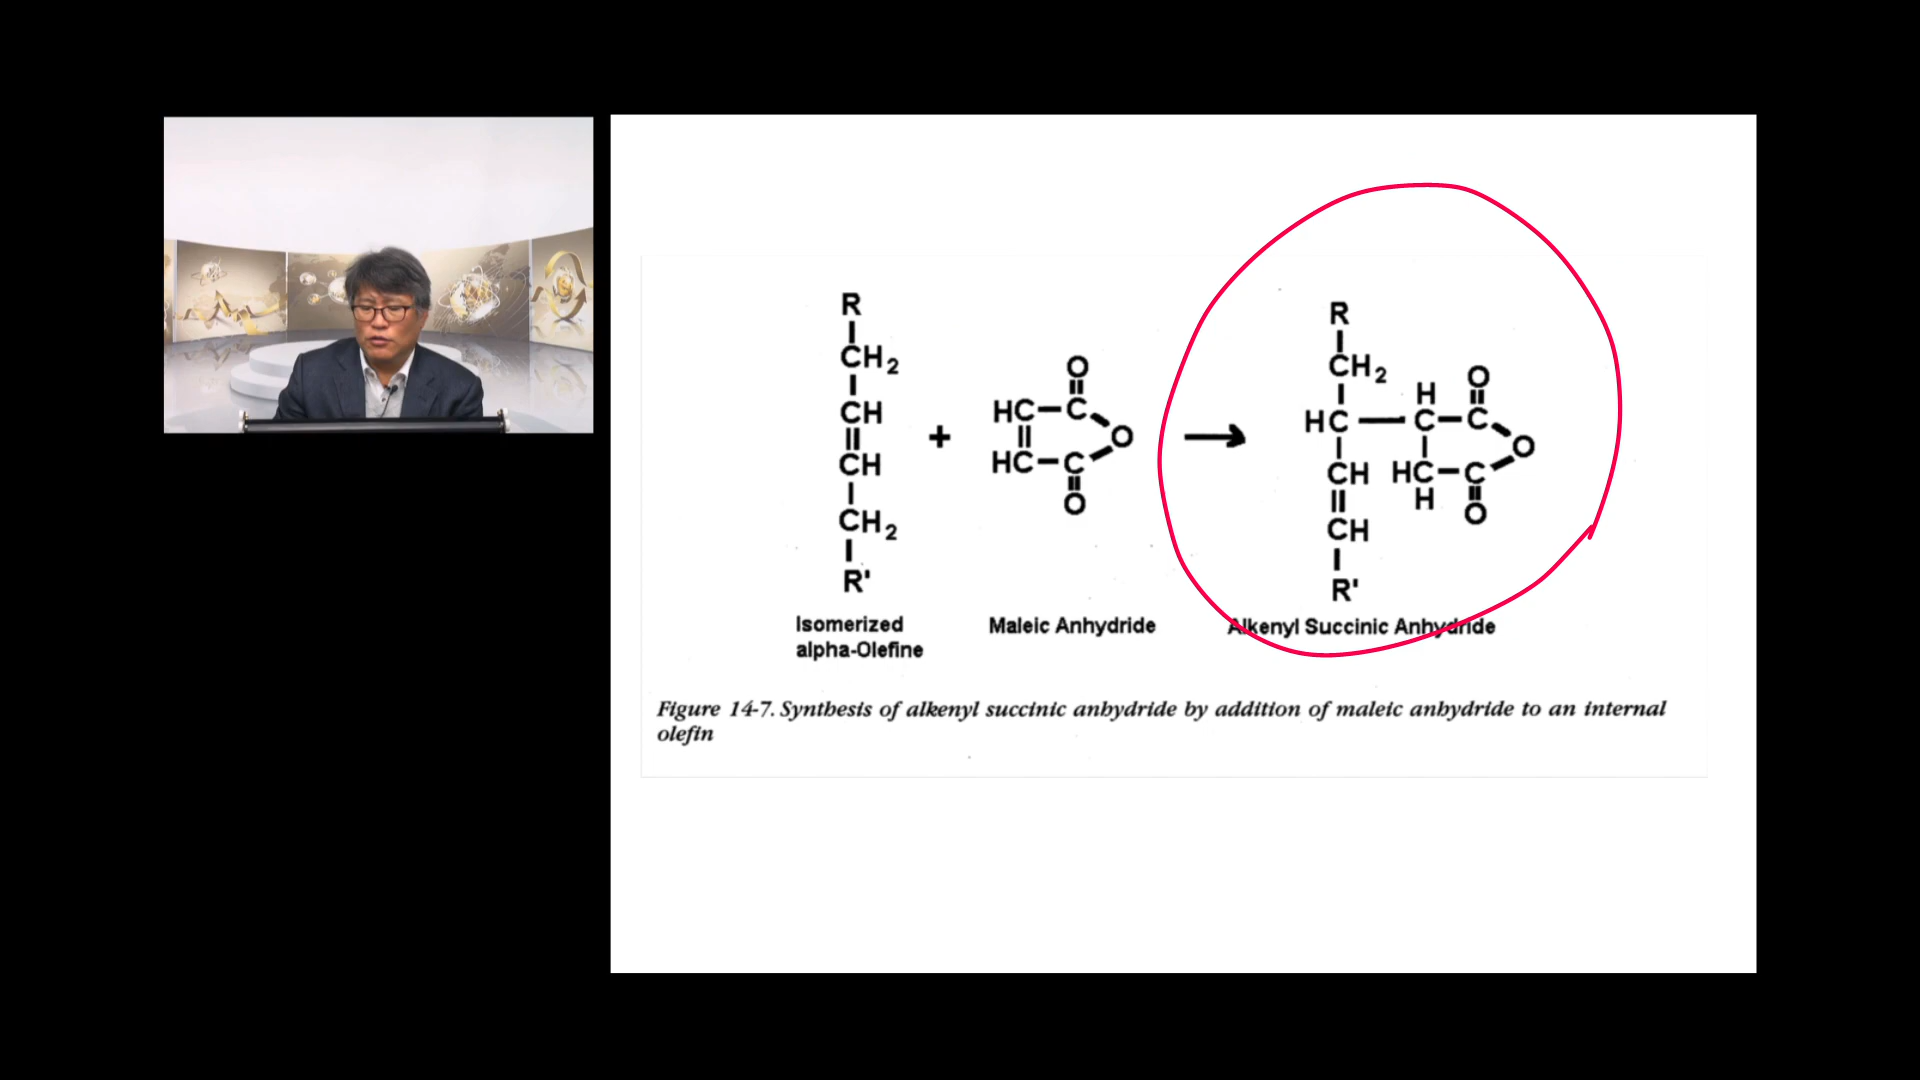 R
CH2
CH
CH
CH2
R'
+
O
HC C
O
HC C
O
R
CH2
H
O
HC C C
O
CH HC C
H
O
CH
R'
Isomerized
alpha-Olefine
Maleic Anhydride
Alkenyl Succinic Anhydride
Figure 14-7. Synthesis of alkenyl succinic anhydride by addition of maleic anhydride to an internal
olefin